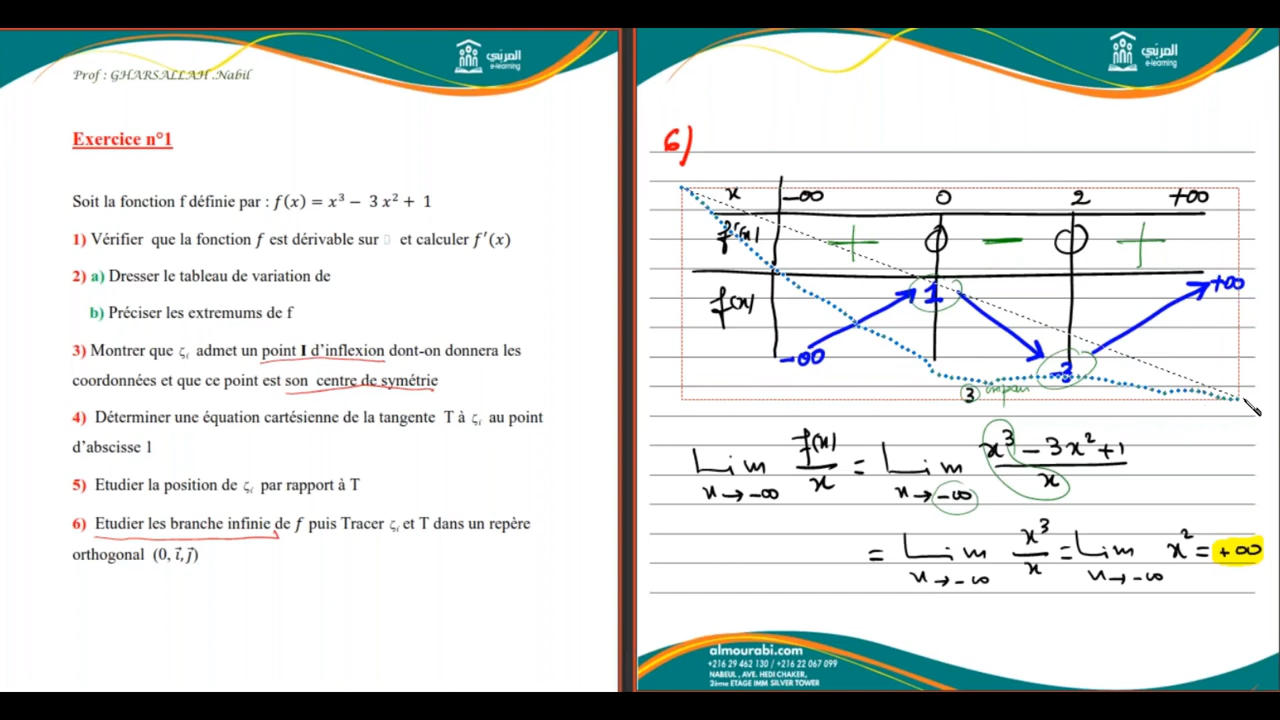 المربي
e-learning
Prof : GHARSALLAH .Nabil
Exercice n°1
Soit la fonction f définie par : f(x) = x³ − 3 x² + 1
1) Vérifier que la fonction f est dérivable sur et calculer f′(x)
2) a) Dresser le tableau de variation de
b) Préciser les extremums de f
3) Montrer que ζf admet un point I d’inflexion dont-on donnera les
coordonnées et que ce point est son centre de symétrie
4) Déterminer une équation cartésienne de la tangente T à ζf au point
d’abscisse 1
5) Etudier la position de ζf par rapport à T
6) Etudier les branche infinie de f puis Tracer ζf et T dans un repère
orthogonal (0, i⃗, j⃗)
المربي
e-learning
6)
x −∞ 0 2 +∞
f'(x) + 0 − 0 +
f(x) −∞ 1 −3 +∞
3 impair
Lim x→−∞ f(x)/x = Lim x→−∞ (x³ − 3x² + 1)/x
= Lim x→−∞ x³/x = Lim x→−∞ x² = +∞
almourabi.com
+216 29 462 130 / +216 22 067 099
NABEUL , AVE. HEDI CHAKER,
2ème ETAGE IMM SILVER TOWER